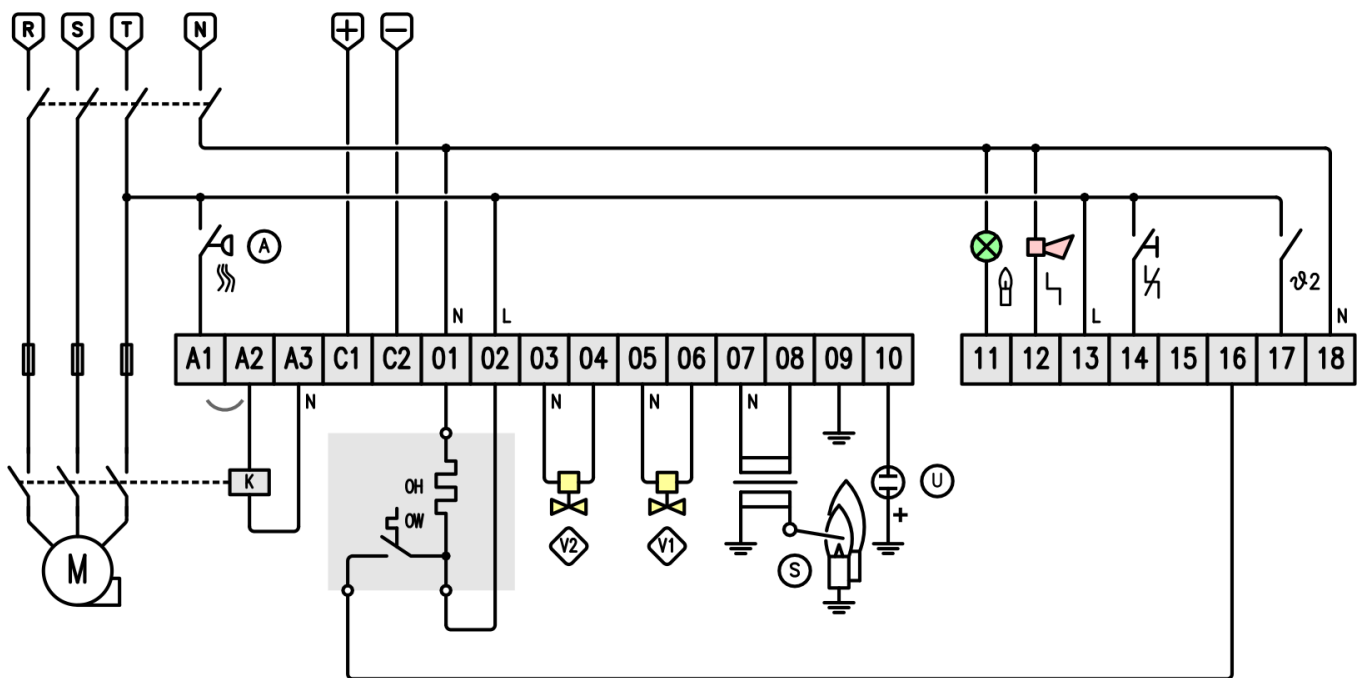 R S T N + −
A
ϑ2
N L L N
A1 A2 A3 C1 C2 01 02 03 04 05 06 07 08 09 10 11 12 13 14 15 16 17 18
N N N N
K OH U
OW +
V2 V1
M S